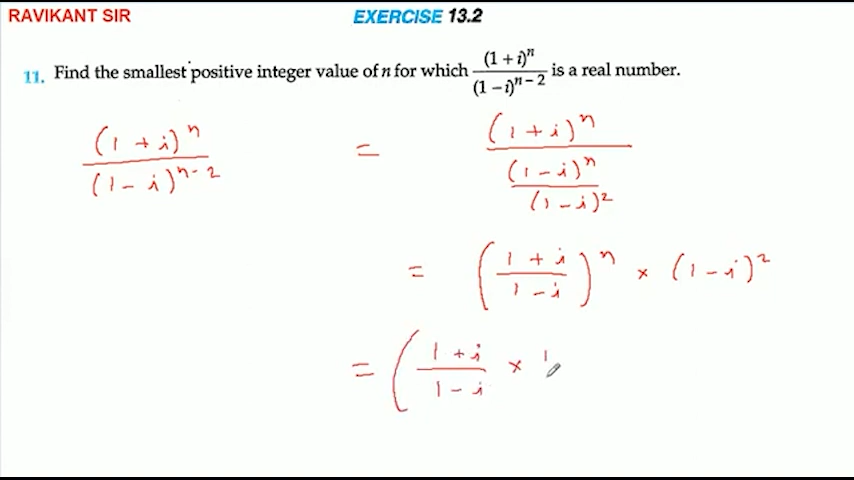 RAVIKANT SIR
EXERCISE 13.2
11. Find the smallest positive integer value of n for which (1 + i)^n / (1 – i)^(n – 2) is a real number.
(1 + i)^n / (1 - i)^(n-2) = (1 + i)^n / ((1 - i)^n / (1 - i)^2)
= ((1 + i) / (1 - i))^n × (1 - i)^2
= ((1 + i) / (1 - i) × 1